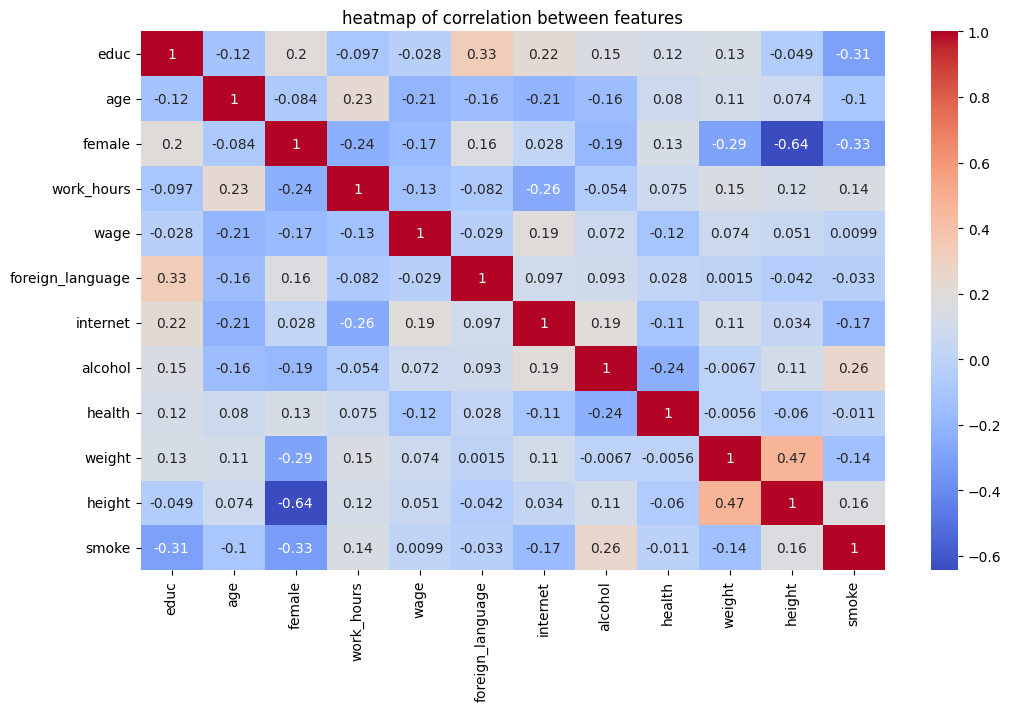 heatmap of correlation between features
educ 1 -0.12 0.2 -0.097 -0.028 0.33 0.22 0.15 0.12 0.13 -0.049 -0.31
age -0.12 1 -0.084 0.23 -0.21 -0.16 -0.21 -0.16 0.08 0.11 0.074 -0.1
female 0.2 -0.084 1 -0.24 -0.17 0.16 0.028 -0.19 0.13 -0.29 -0.64 -0.33
work_hours -0.097 0.23 -0.24 1 -0.13 -0.082 -0.26 -0.054 0.075 0.15 0.12 0.14
wage -0.028 -0.21 -0.17 -0.13 1 -0.029 0.19 0.072 -0.12 0.074 0.051 0.0099
foreign_language 0.33 -0.16 0.16 -0.082 -0.029 1 0.097 0.093 0.028 0.0015 -0.042 -0.033
internet 0.22 -0.21 0.028 -0.26 0.19 0.097 1 0.19 -0.11 0.11 0.034 -0.17
alcohol 0.15 -0.16 -0.19 -0.054 0.072 0.093 0.19 1 -0.24 -0.0067 0.11 0.26
health 0.12 0.08 0.13 0.075 -0.12 0.028 -0.11 -0.24 1 -0.0056 -0.06 -0.011
weight 0.13 0.11 -0.29 0.15 0.074 0.0015 0.11 -0.0067 -0.0056 1 0.47 -0.14
height -0.049 0.074 -0.64 0.12 0.051 -0.042 0.034 0.11 -0.06 0.47 1 0.16
smoke -0.31 -0.1 -0.33 0.14 0.0099 -0.033 -0.17 0.26 -0.011 -0.14 0.16 1
educ age female work_hours wage foreign_language internet alcohol health weight height smoke
1.0
0.8
0.6
0.4
0.2
0.0
-0.2
-0.4
-0.6